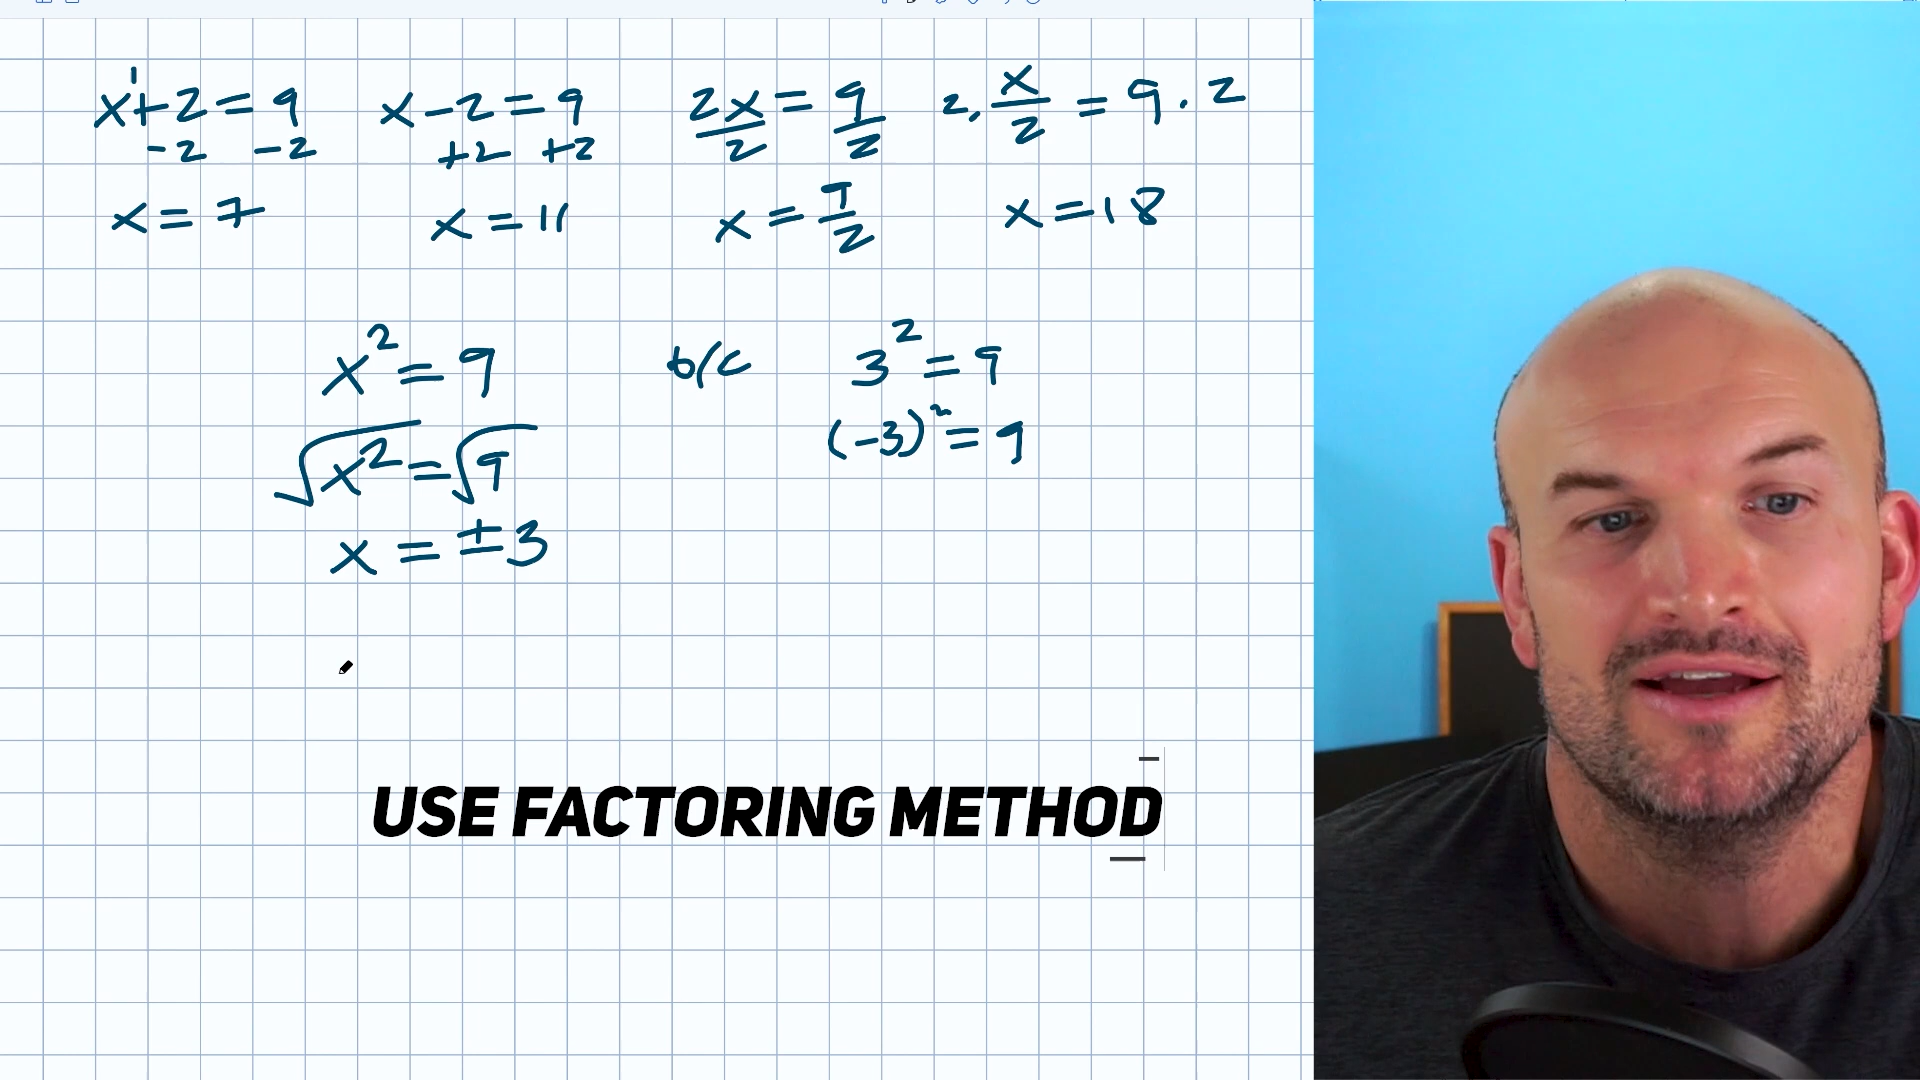 x¹+2=9 x-2=9 2x/2=9/2 2·x/2=9·2
-2 -2 +2 +2
x=7 x=11 x=9/2 x=18
x²=9 b/c 3²=9
√x²=√9 (-3)²=9
x=±3
USE FACTORING METHOD